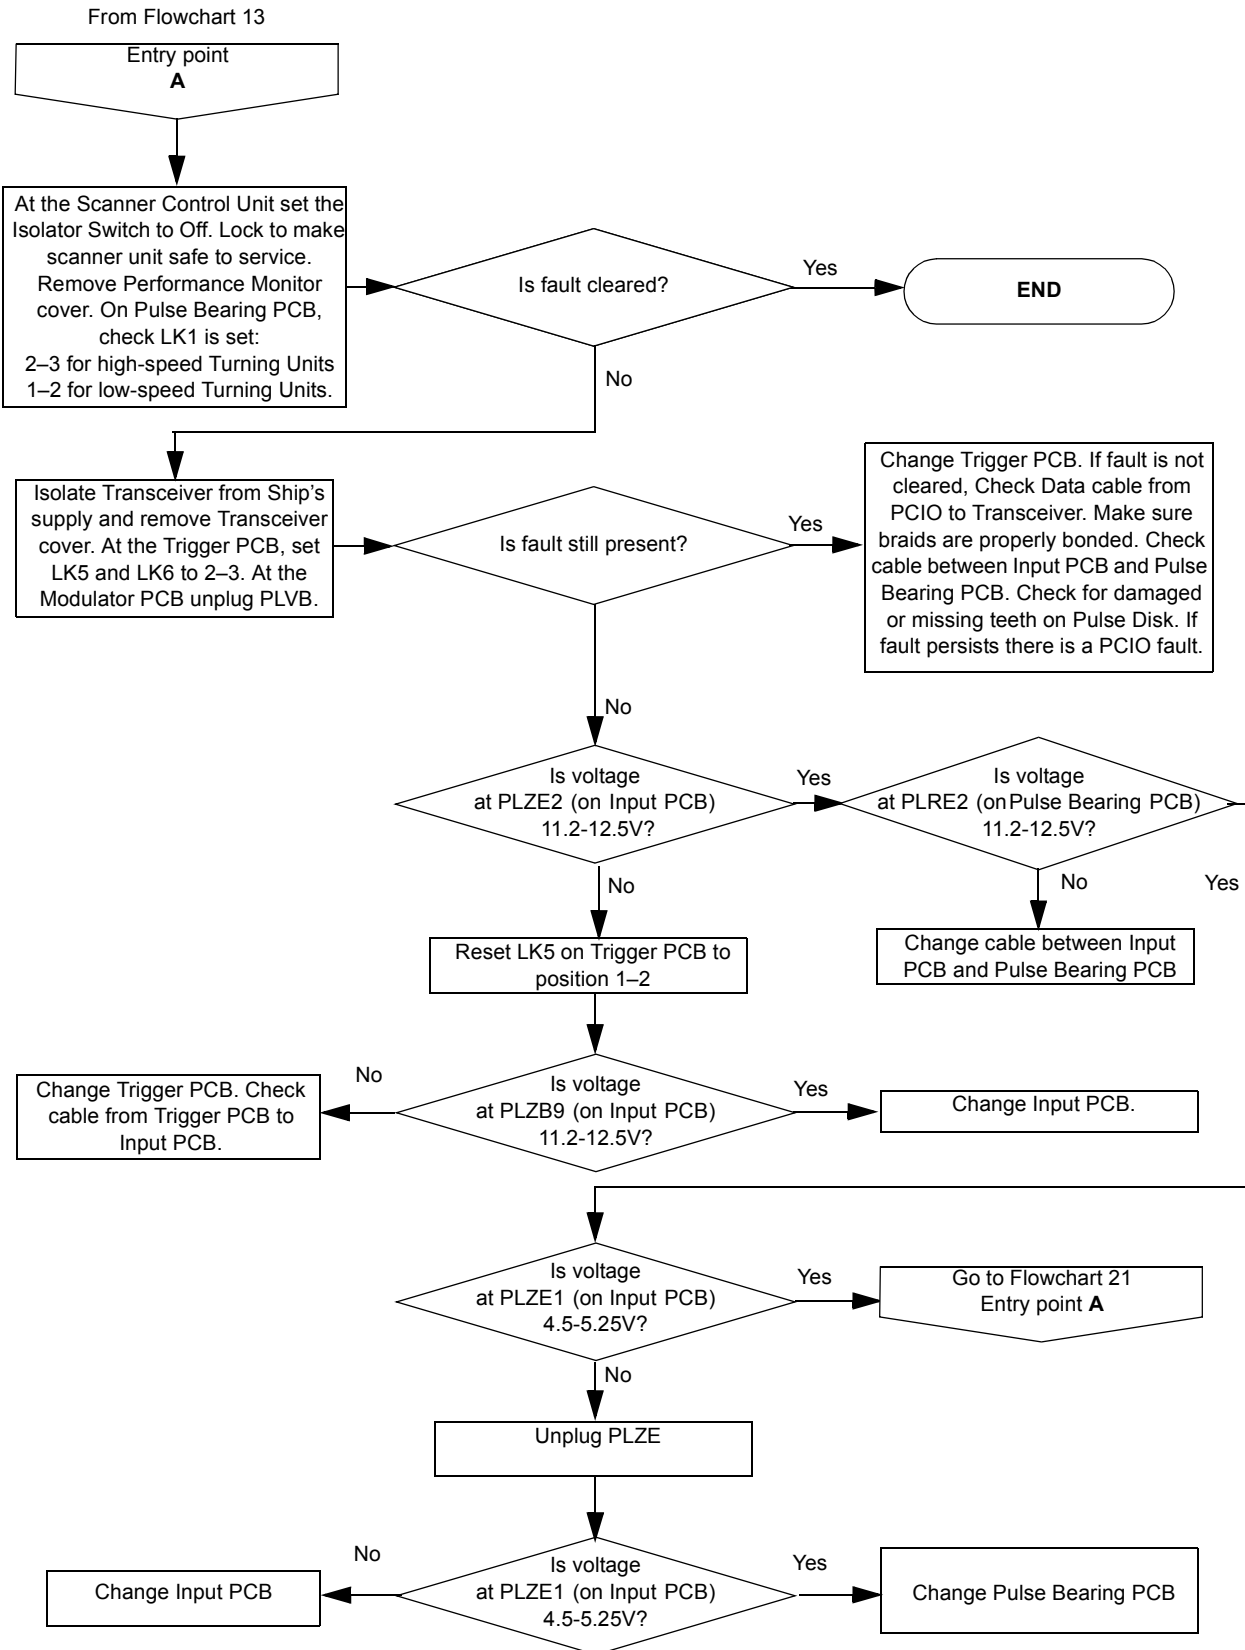 From Flowchart 13
Entry point
A
At the Scanner Control Unit set the
Isolator Switch to Off. Lock to make
scanner unit safe to service.
Remove Performance Monitor
cover. On Pulse Bearing PCB,
check LK1 is set:
2–3 for high-speed Turning Units
1–2 for low-speed Turning Units.
Is fault cleared?
Yes
END
No
Isolate Transceiver from Ship's
supply and remove Transceiver
cover. At the Trigger PCB, set
LK5 and LK6 to 2–3. At the
Modulator PCB unplug PLVB.
Is fault still present?
Yes
Change Trigger PCB. If fault is not
cleared, Check Data cable from
PCIO to Transceiver. Make sure
braids are properly bonded. Check
cable between Input PCB and Pulse
Bearing PCB. Check for damaged
or missing teeth on Pulse Disk. If
fault persists there is a PCIO fault.
No
Is voltage
at PLZE2 (on Input PCB)
11.2-12.5V?
Yes
Is voltage
at PLRE2 (on Pulse Bearing PCB)
11.2-12.5V?
No
Yes
No
Reset LK5 on Trigger PCB to
position 1–2
Change cable between Input
PCB and Pulse Bearing PCB
Change Trigger PCB. Check
cable from Trigger PCB to
Input PCB.
No
Is voltage
at PLZB9 (on Input PCB)
11.2-12.5V?
Yes
Change Input PCB.
Is voltage
at PLZE1 (on Input PCB)
4.5-5.25V?
Yes
Go to Flowchart 21
Entry point A
No
Unplug PLZE
Change Input PCB
No
Is voltage
at PLZE1 (on Input PCB)
4.5-5.25V?
Yes
Change Pulse Bearing PCB